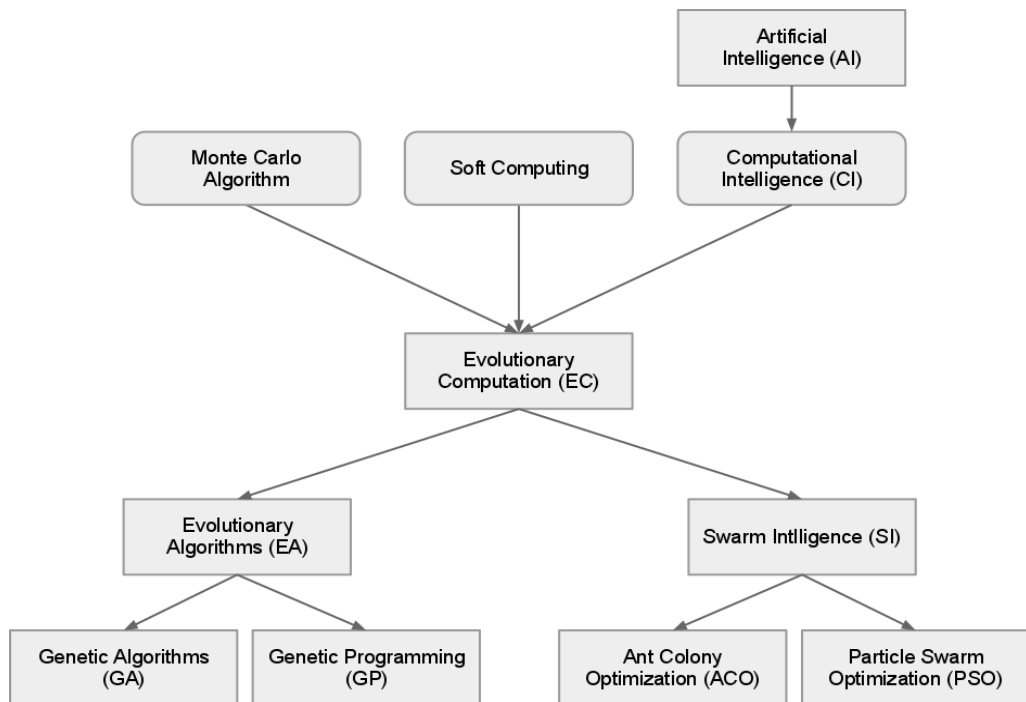 Artificial
Intelligence (AI)
Monte Carlo
Algorithm
Soft Computing
Computational
Intelligence (CI)
Evolutionary
Computation (EC)
Evolutionary
Algorithms (EA)
Swarm Intlligence (SI)
Genetic Algorithms
(GA)
Genetic Programming
(GP)
Ant Colony
Optimization (ACO)
Particle Swarm
Optimization (PSO)